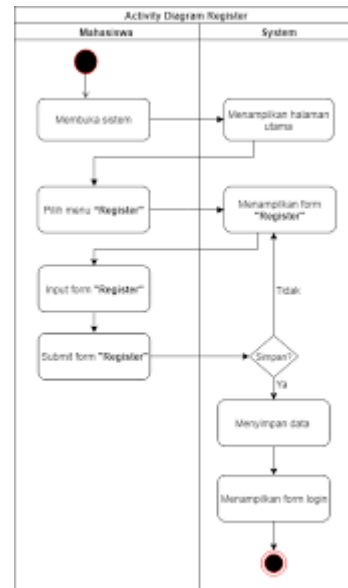 Activity Diagram Register
Mahasiswa
System
Membuka sistem
Menampilkan halaman
utama
Pilih menu "Register"
Menampilkan form
"Register"
Input form "Register"
Tidak
Submit form "Register"
Simpan?
Ya
Menyimpan data
Menampilkan form login